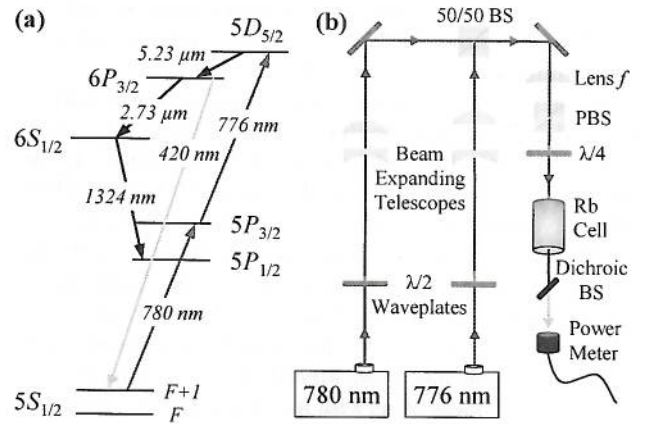 (a)
5D5/2
5.23 μm
6P3/2
2.73 μm
776 nm
6S1/2
420 nm
1324 nm
5P3/2
5P1/2
780 nm
F+1
5S1/2
F
(b)
50/50 BS
Lens f
PBS
λ/4
Beam
Expanding
Telescopes
Rb
Cell
λ/2
Waveplates
Dichroic
BS
Power
Meter
780 nm
776 nm